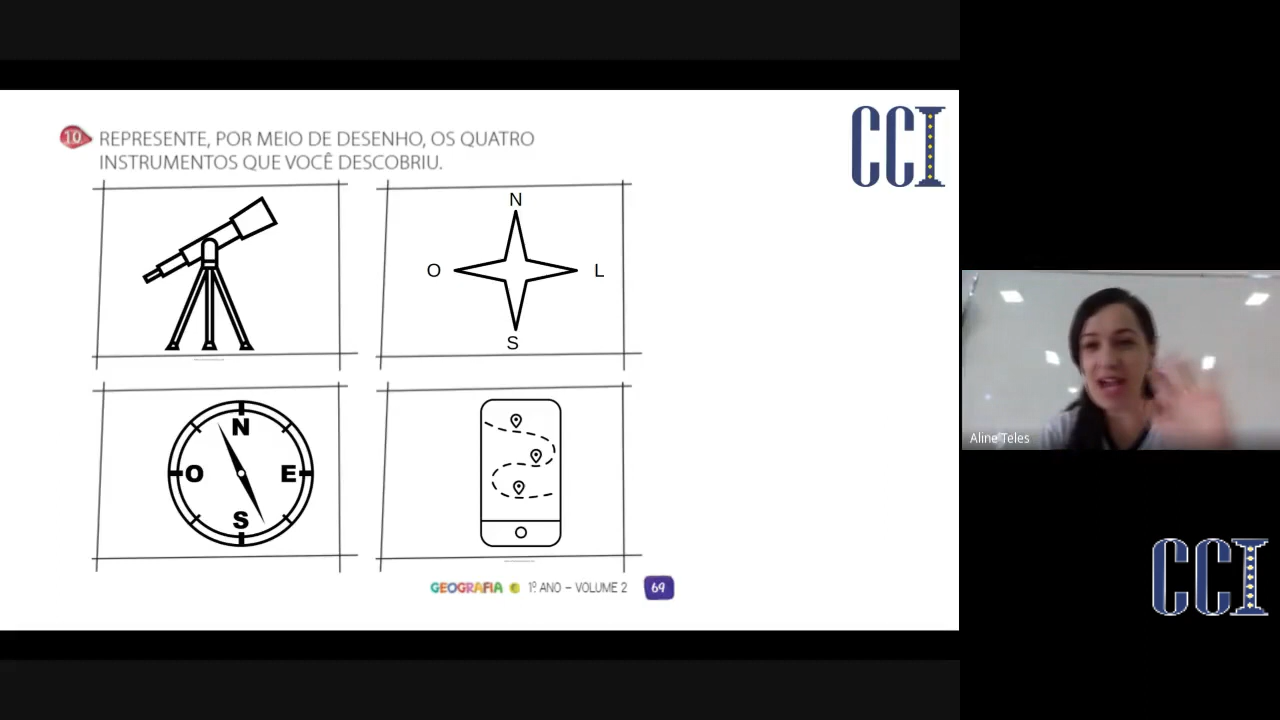 CCI
10 REPRESENTE, POR MEIO DE DESENHO, OS QUATRO
INSTRUMENTOS QUE VOCÊ DESCOBRIU.
N
O L
S
N
O E
S
GEOGRAFIA 1º ANO – VOLUME 2 69
Aline Teles
CCI